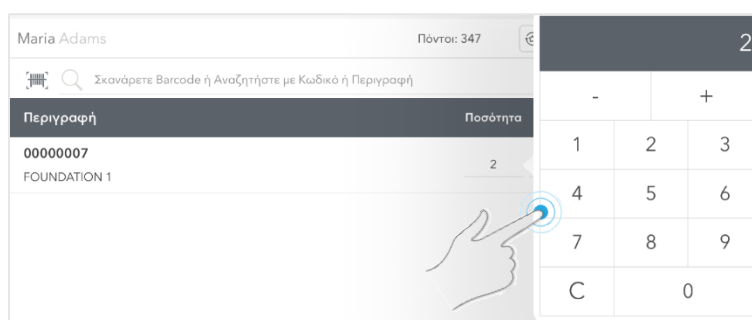 Maria Adams Πόντοι: 347
2
Σκανάρετε Barcode ή Αναζητήστε με Κωδικό ή Περιγραφή
- +
Περιγραφή Ποσότητα
1 2 3
00000007
FOUNDATION 1
2
4 5 6
7 8 9
C 0